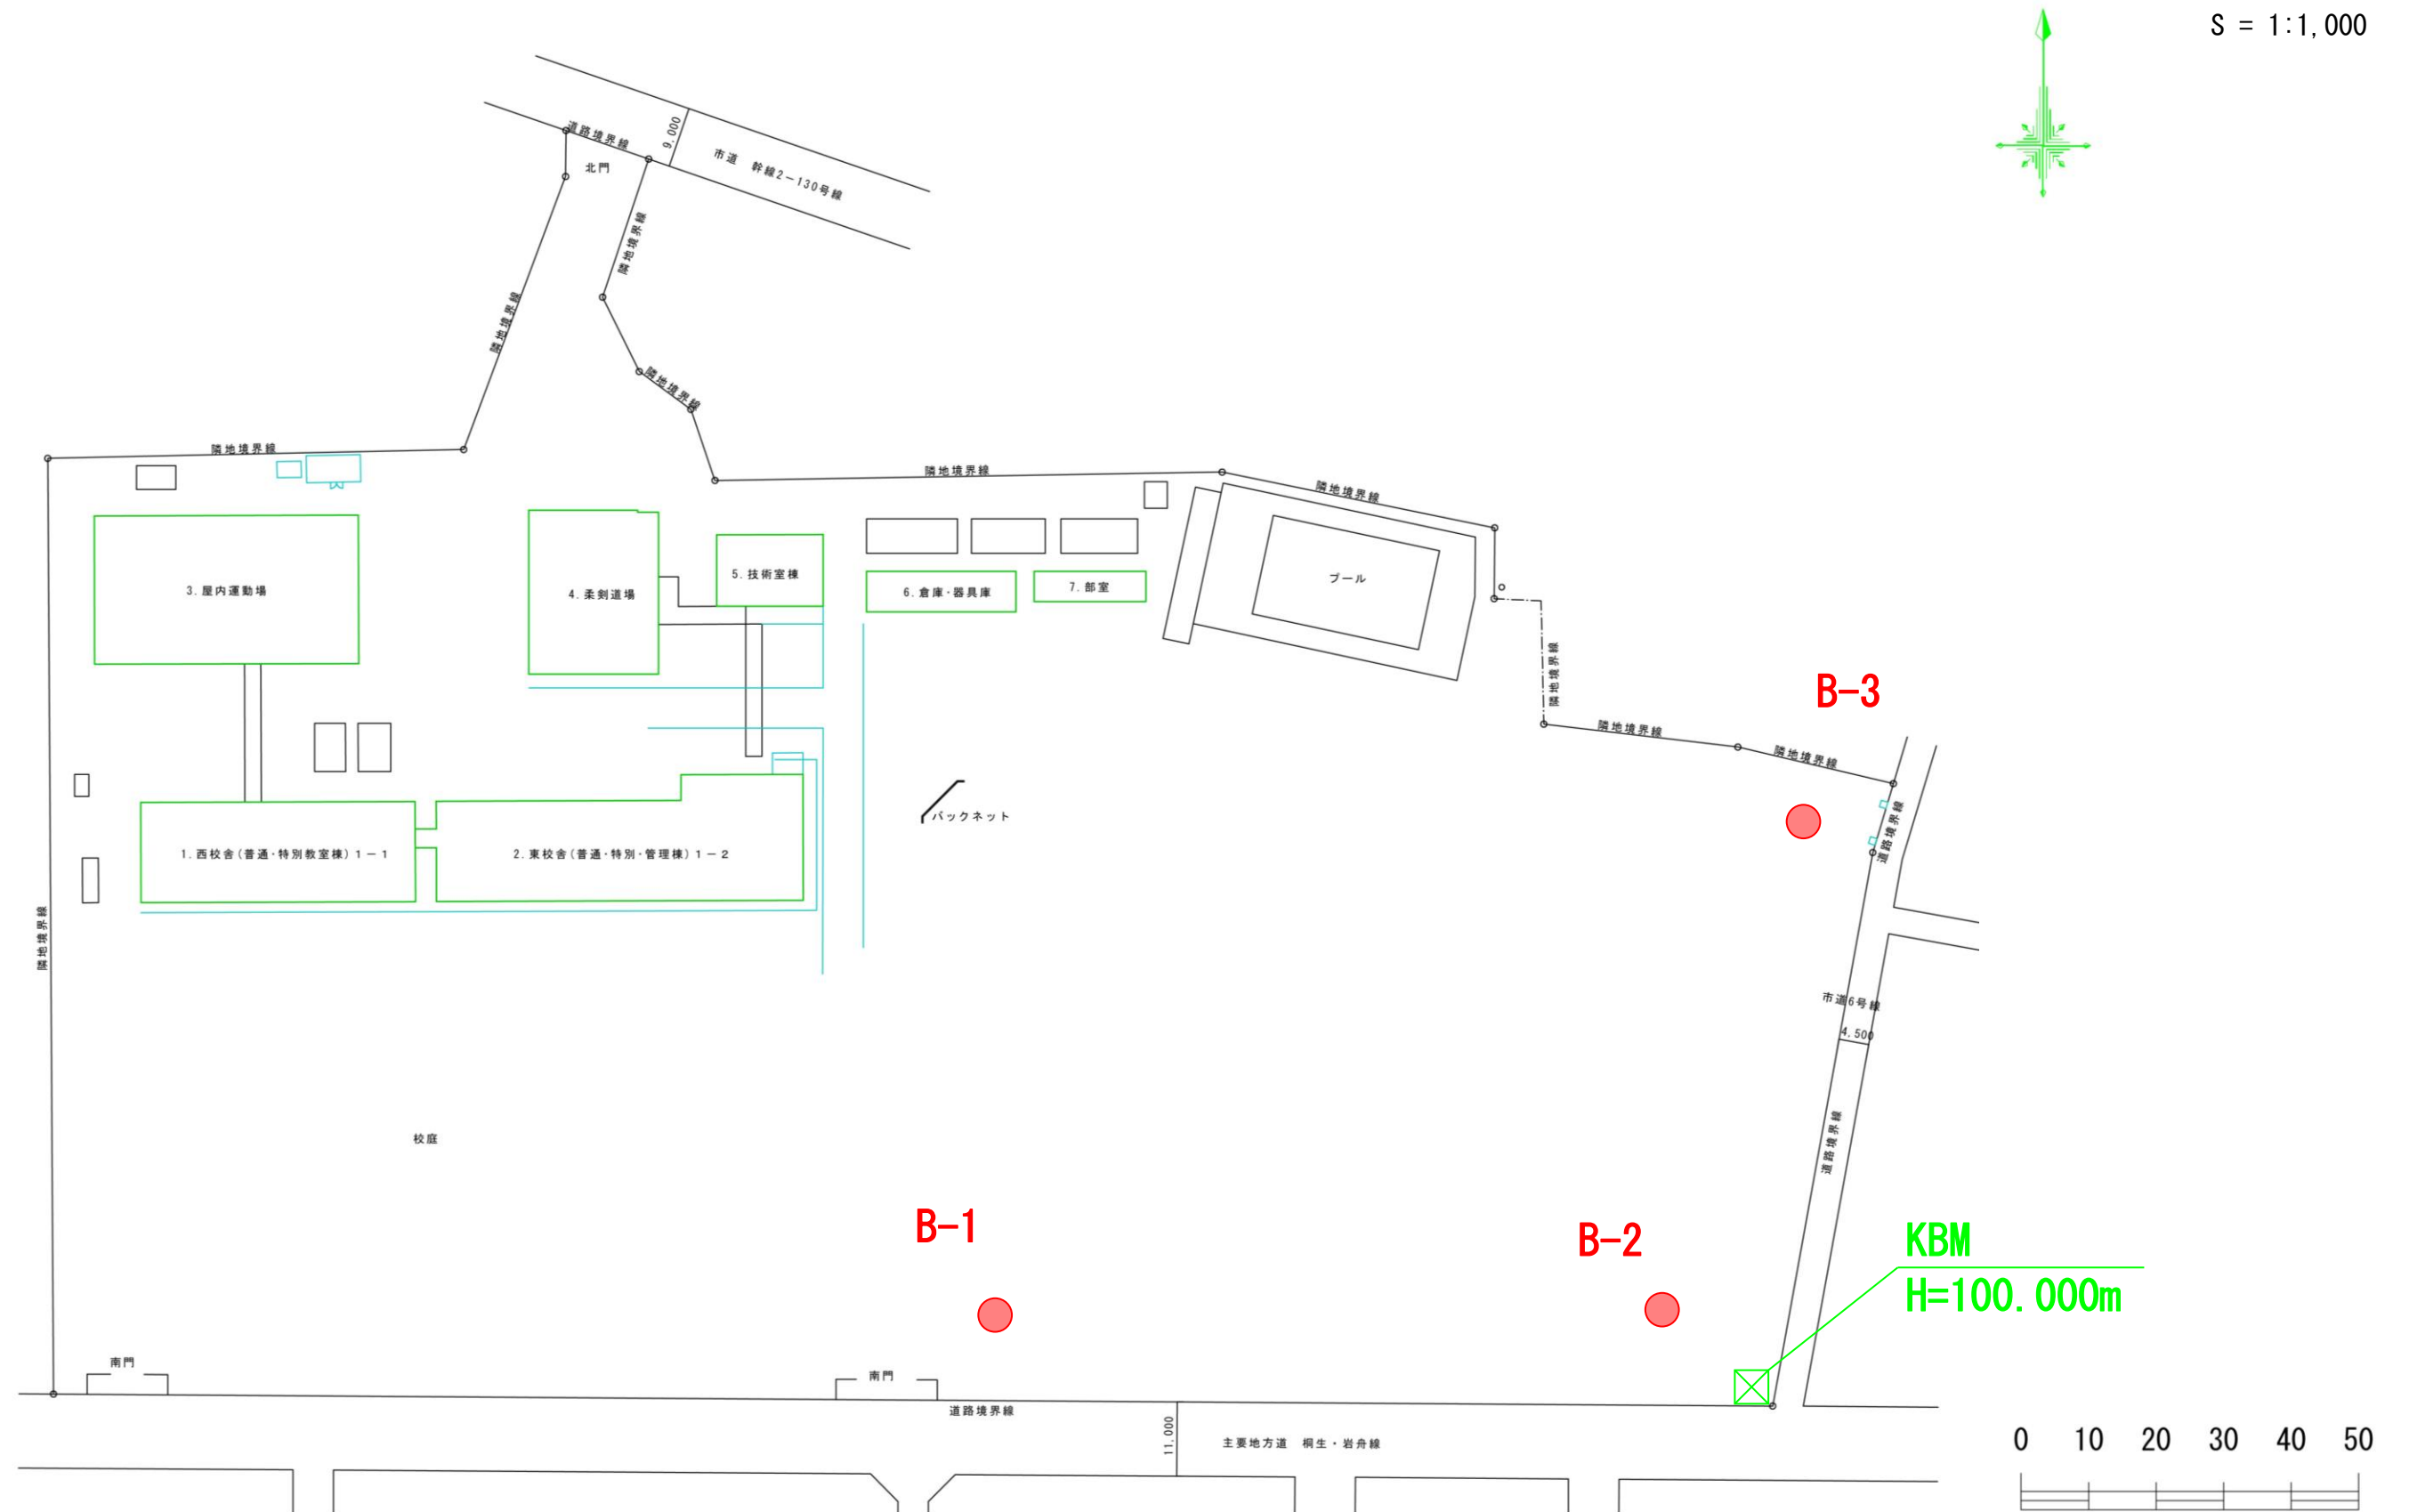 S = 1:1,000
道路境界線
9.000
北門
市道　幹線2－130号線
隣地境界線
隣地境界線
隣地境界線
隣地境界線
隣地境界線
隣地境界線
3.屋内運動場
4.柔剣道場
5.技術室棟
6.倉庫・器具庫
7.部室
プール
隣地境界線
B-3
隣地境界線
隣地境界線
バックネット
道路境界線
1.西校舎(普通・特別教室棟)１－１
2.東校舎(普通・特別・管理棟)１－２
隣地境界線
市道6号線
4.500
校庭
道路境界線
B-1
B-2
KBM
H=100.000m
南門
南門
道路境界線
11.000
主要地方道　桐生・岩舟線
0 10 20 30 40 50